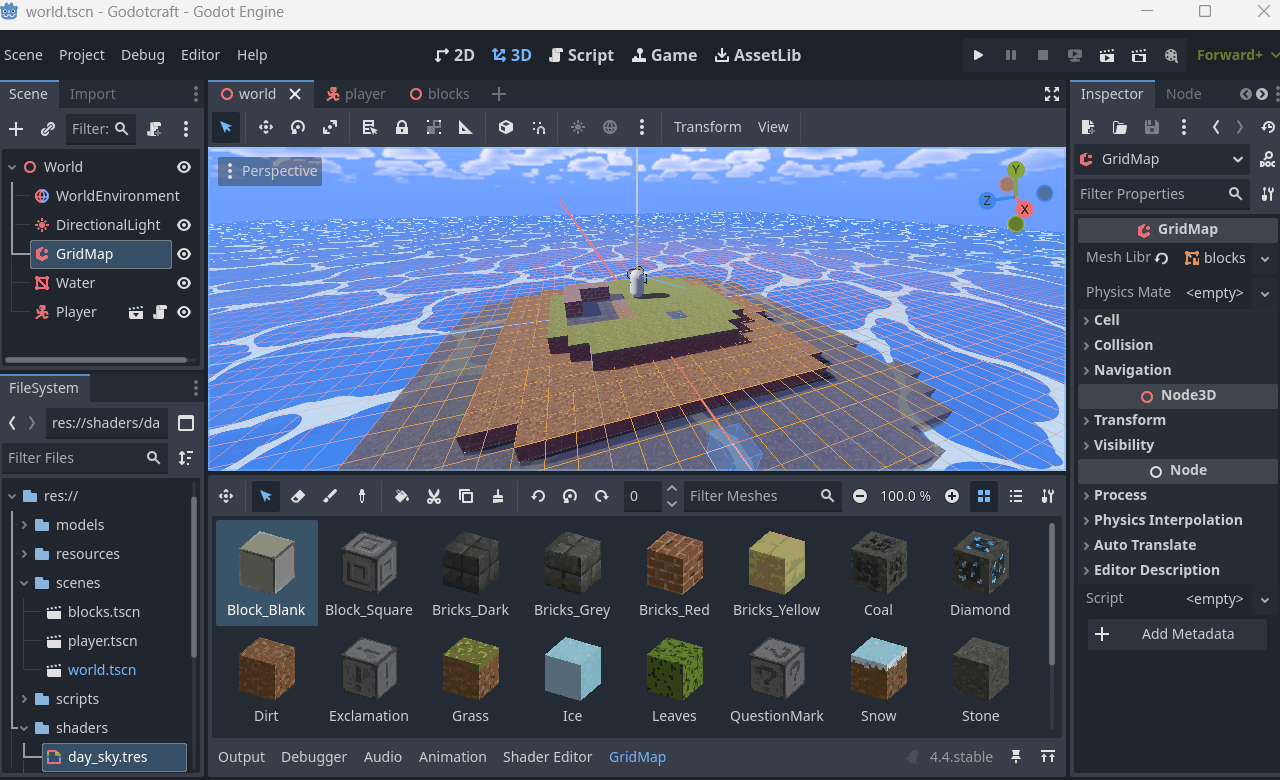 world.tscn - Godotcraft - Godot Engine
Scene Project Debug Editor Help 2D 3D Script Game AssetLib Forward+
Scene Import
world player blocks
Inspector Node
Filter:
Transform View
World
WorldEnvironment
DirectionalLight
GridMap
Water
Player
Perspective
Y
Z
X
GridMap
Filter Properties
GridMap
Mesh Libr blocks
Physics Mate <empty>
Cell
Collision
Navigation
Node3D
Transform
Visibility
Node
Process
Physics Interpolation
Auto Translate
Editor Description
Script <empty>
Add Metadata
FileSystem
res://shaders/da
Filter Files
res://
models
resources
scenes
blocks.tscn
player.tscn
world.tscn
scripts
shaders
day_sky.tres
0 Filter Meshes 100.0 %
Block_Blank Block_Square Bricks_Dark Bricks_Grey Bricks_Red Bricks_Yellow Coal Diamond
Dirt Exclamation Grass Ice Leaves QuestionMark Snow Stone
Output Debugger Audio Animation Shader Editor GridMap 4.4.stable